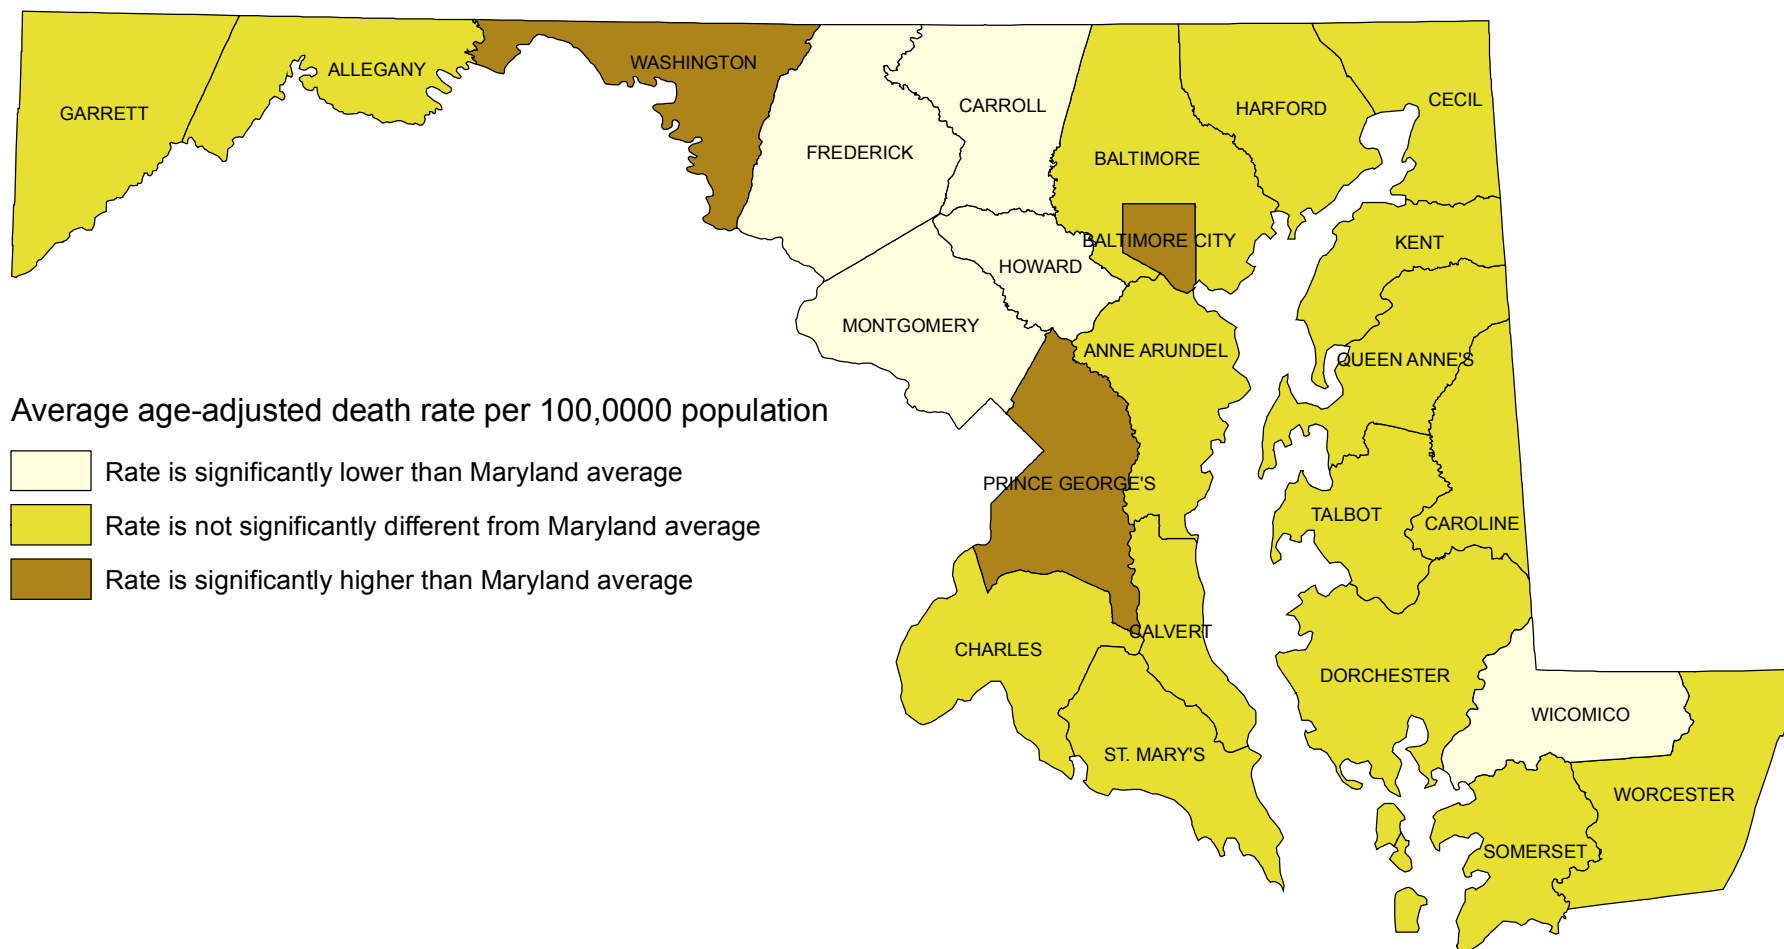 WASHINGTON
ALLEGANY
GARRETT
CARROLL
FREDERICK
HARFORD
CECIL
BALTIMORE
BALTIMORE CITY
KENT
HOWARD
MONTGOMERY
ANNE ARUNDEL
QUEEN ANNE'S
Average age-adjusted death rate per 100,0000 population
Rate is significantly lower than Maryland average
Rate is not significantly different from Maryland average
Rate is significantly higher than Maryland average
PRINCE GEORGE'S
TALBOT
CAROLINE
CALVERT
CHARLES
DORCHESTER
WICOMICO
ST. MARY'S
WORCESTER
SOMERSET